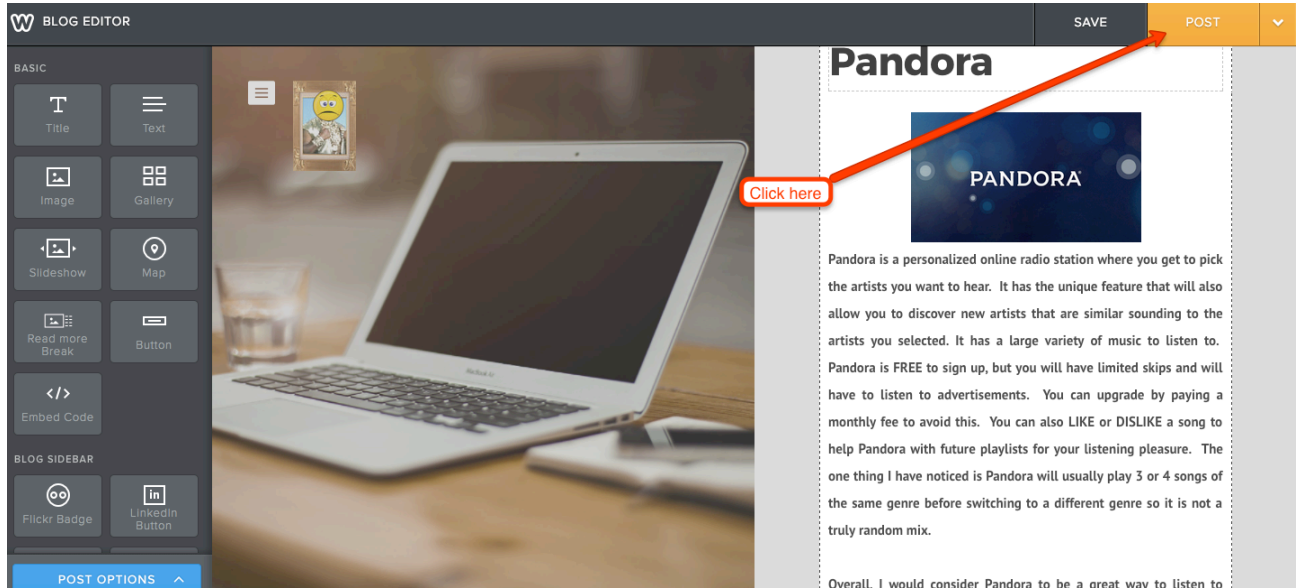 BLOG EDITOR
SAVE
POST
BASIC
Title
Text
Image
Gallery
Slideshow
Map
Read more
Break
Button
</>
Embed Code
BLOG SIDEBAR
Flickr Badge
in
LinkedIn
Button
POST OPTIONS
Click here
Pandora
PANDORA
Pandora is a personalized online radio station where you get to pick
the artists you want to hear. It has the unique feature that will also
allow you to discover new artists that are similar sounding to the
artists you selected. It has a large variety of music to listen to.
Pandora is FREE to sign up, but you will have limited skips and will
have to listen to advertisements. You can upgrade by paying a
monthly fee to avoid this. You can also LIKE or DISLIKE a song to
help Pandora with future playlists for your listening pleasure. The
one thing I have noticed is Pandora will usually play 3 or 4 songs of
the same genre before switching to a different genre so it is not a
truly random mix.
Overall, I would consider Pandora to be a great way to listen to